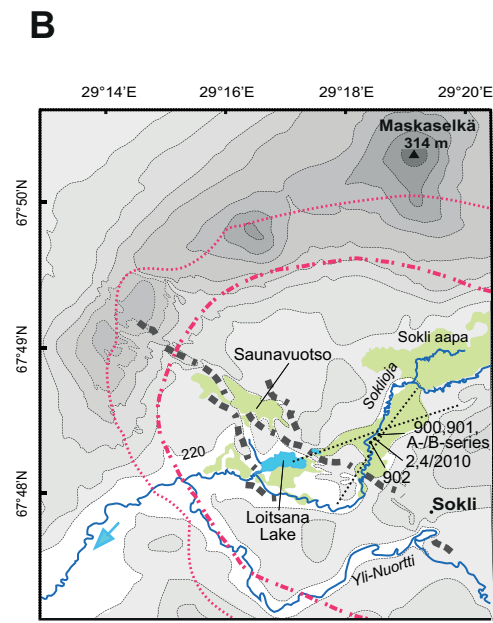 B
29°14´E
29°16´E
29°18´E
29°20´E
Maskaselkä
314 m
67°50´N
67°49´N
Sokli aapa
Saunavuotso
Soklioja
900,901,
A-/B-series
2,4/2010
220
902
67°48´N
Sokli
Loitsana
Lake
Yli-Nuortti